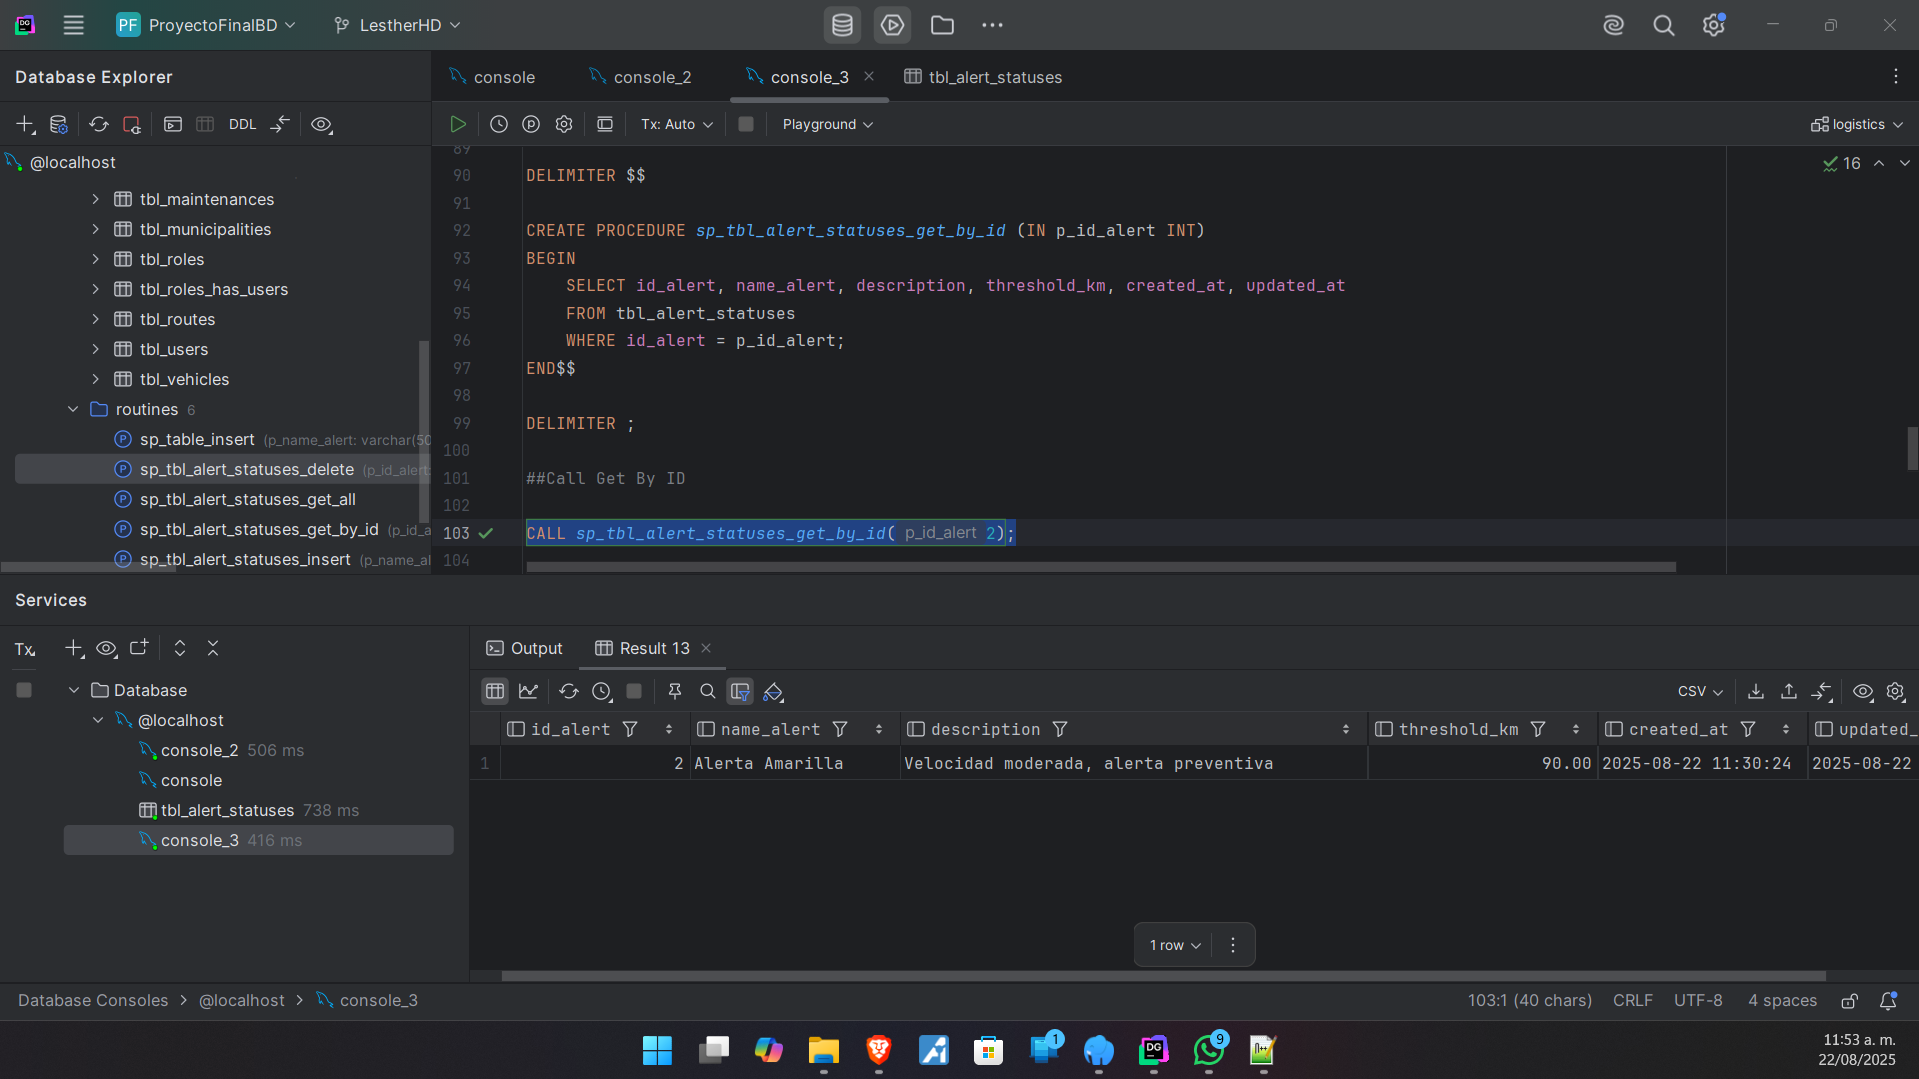 PF ProyectoFinalBD LestherHD
Database Explorer
console console_2 console_3 tbl_alert_statuses
DDL
Tx: Auto Playground logistics
@localhost
tbl_maintenances
tbl_municipalities
tbl_roles
tbl_roles_has_users
tbl_routes
tbl_users
tbl_vehicles
routines 6
sp_table_insert (p_name_alert: varchar(50
sp_tbl_alert_statuses_delete (p_id_alert:
sp_tbl_alert_statuses_get_all
sp_tbl_alert_statuses_get_by_id (p_id_a
sp_tbl_alert_statuses_insert (p_name_al
16
89
90 DELIMITER $$
91
92 CREATE PROCEDURE sp_tbl_alert_statuses_get_by_id (IN p_id_alert INT)
93 BEGIN
94 SELECT id_alert, name_alert, description, threshold_km, created_at, updated_at
95 FROM tbl_alert_statuses
96 WHERE id_alert = p_id_alert;
97 END$$
98
99 DELIMITER ;
100
101 ##Call Get By ID
102
103 CALL sp_tbl_alert_statuses_get_by_id( p_id_alert 2);
104
Services
Tx
Database
@localhost
console_2 506 ms
console
tbl_alert_statuses 738 ms
console_3 416 ms
Output Result 13
CSV
id_alert name_alert description threshold_km created_at updated_
1 2 Alerta Amarilla Velocidad moderada, alerta preventiva 90.00 2025-08-22 11:30:24 2025-08-22
1 row
Database Consoles > @localhost > console_3
103:1 (40 chars) CRLF UTF-8 4 spaces
1
DG
9
11:53 a. m.
22/08/2025